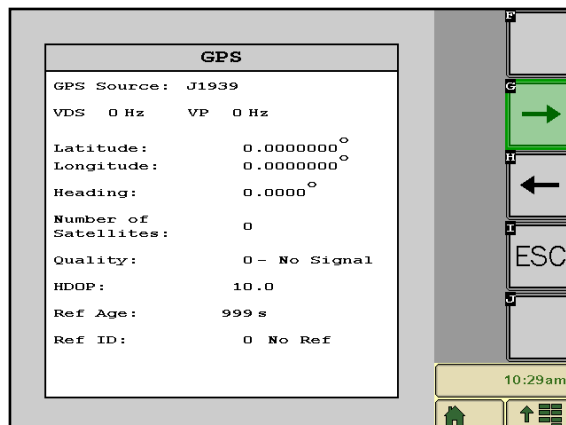 GPS
GPS Source: J1939
VDS 0 Hz VP 0 Hz
Latitude: 0.0000000°
Longitude: 0.0000000°
Heading: 0.0000°
Number of
Satellites: 0
Quality: 0- No Signal
HDOP: 10.0
Ref Age: 999 s
Ref ID: 0 No Ref
F
G
H
I
ESC
J
10:29am